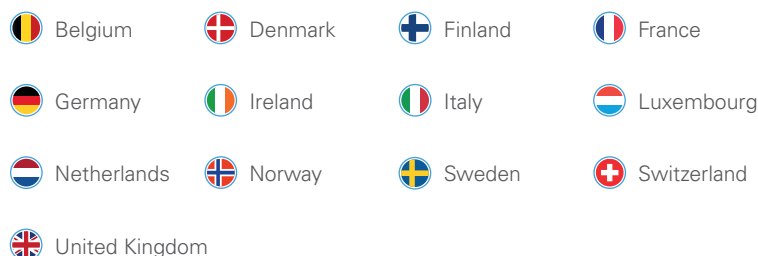 Belgium Denmark Finland France
Germany Ireland Italy Luxembourg
Netherlands Norway Sweden Switzerland
United Kingdom